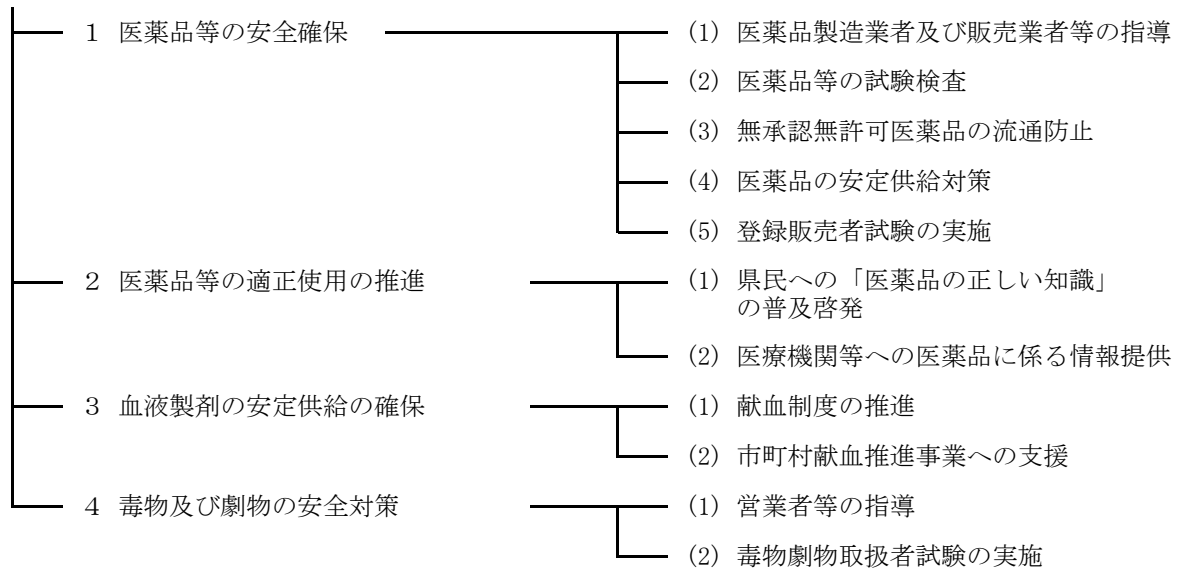 １ 医薬品等の安全確保
(1) 医薬品製造業者及び販売業者等の指導
(2) 医薬品等の試験検査
(3) 無承認無許可医薬品の流通防止
(4) 医薬品の安定供給対策
(5) 登録販売者試験の実施
２ 医薬品等の適正使用の推進
(1) 県民への「医薬品の正しい知識」
の普及啓発
(2) 医療機関等への医薬品に係る情報提供
３ 血液製剤の安定供給の確保
(1) 献血制度の推進
(2) 市町村献血推進事業への支援
４ 毒物及び劇物の安全対策
(1) 営業者等の指導
(2) 毒物劇物取扱者試験の実施